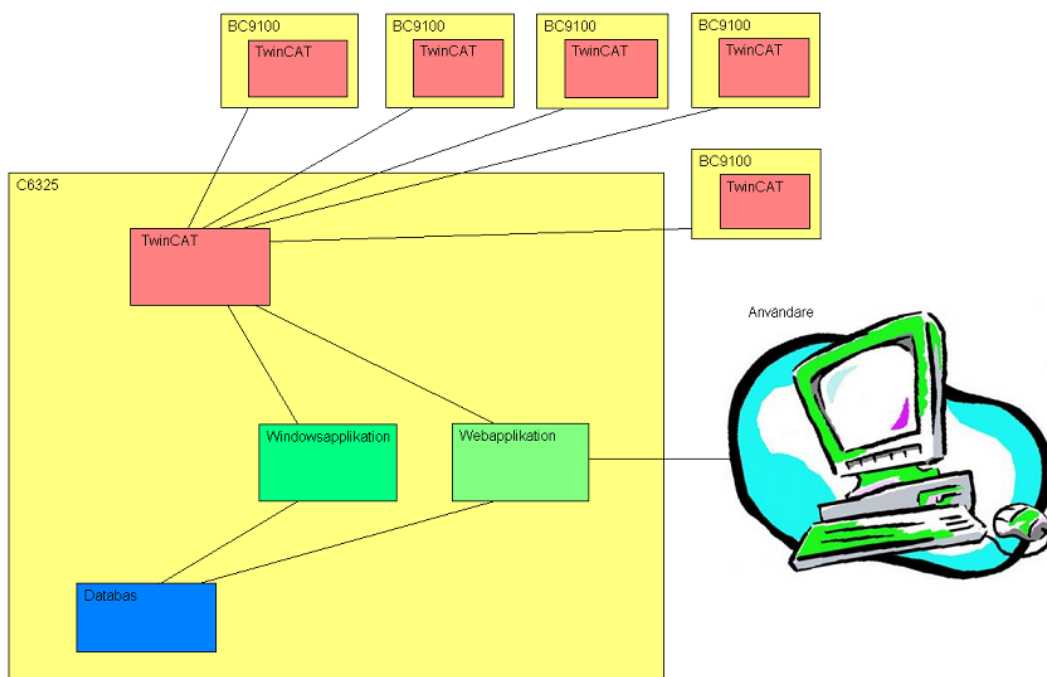 BC9100
TwinCAT
BC9100
TwinCAT
BC9100
TwinCAT
BC9100
TwinCAT
BC9100
TwinCAT
C6325
TwinCAT
Användare
Windowsapplikation
Webapplikation
Databas